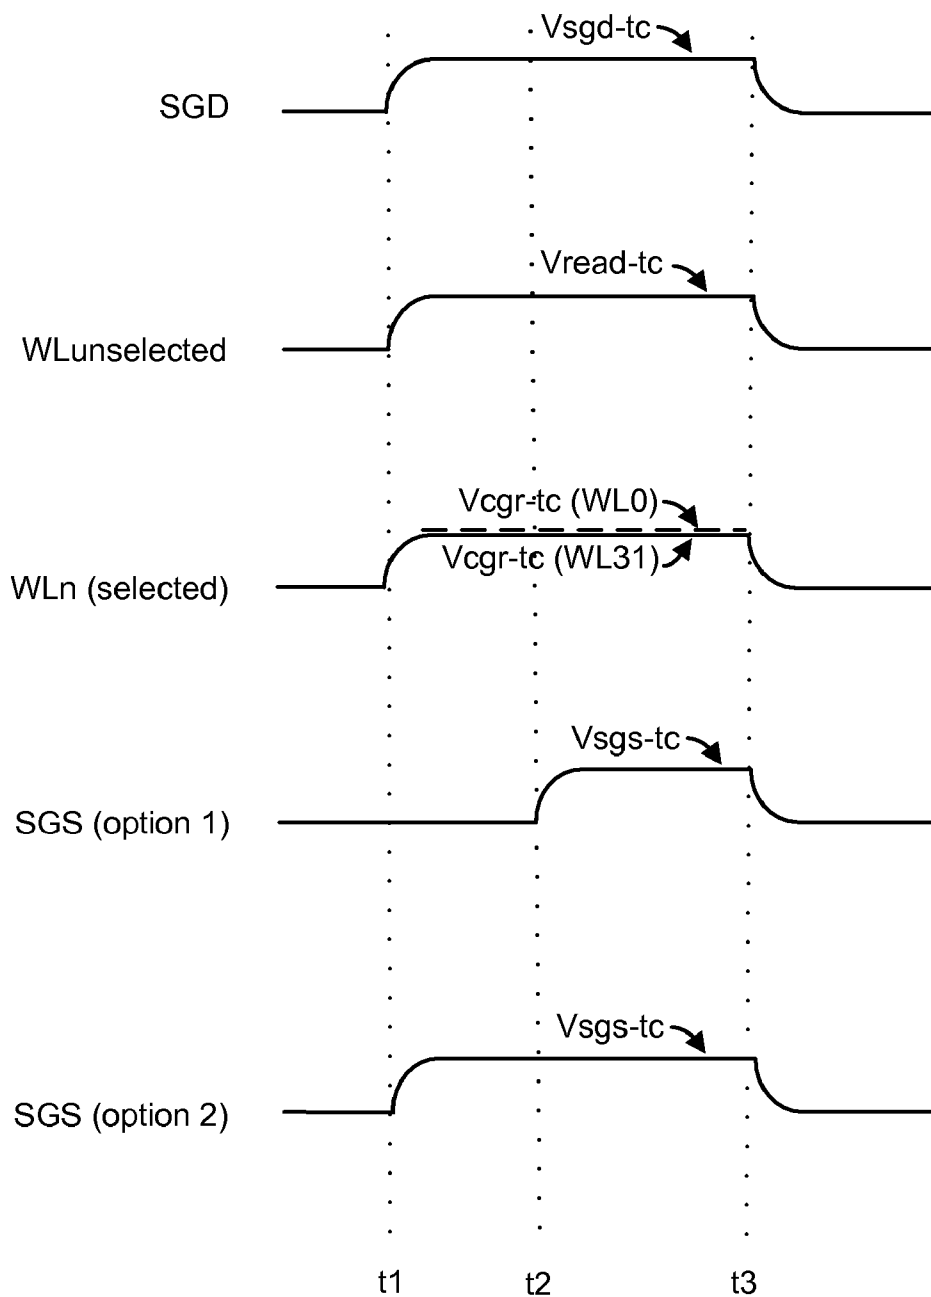 Vsgd-tc
SGD
Vread-tc
WLunselected
Vcgr-tc (WL0)
Vcgr-tc (WL31)
WLn (selected)
Vsgs-tc
SGS (option 1)
Vsgs-tc
SGS (option 2)
t1 t2 t3